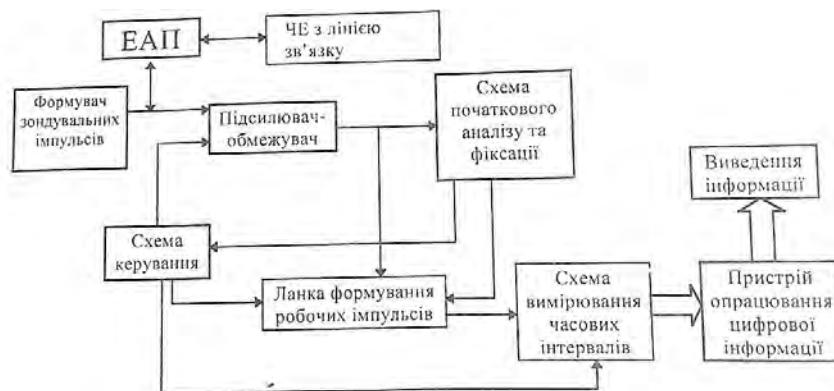 ЕАП
ЧЕ з лінією
зв’язку
Формувач
зондувальних
імпульсів
Підсилювач-
обмежувач
Схема
початкового
аналізу та
фіксації
Виведення
інформації
Схема
керування
Ланка формування
робочих імпульсів
Схема
вимірювання
часових
інтервалів
Пристрій
опрацювання
цифрової
інформації